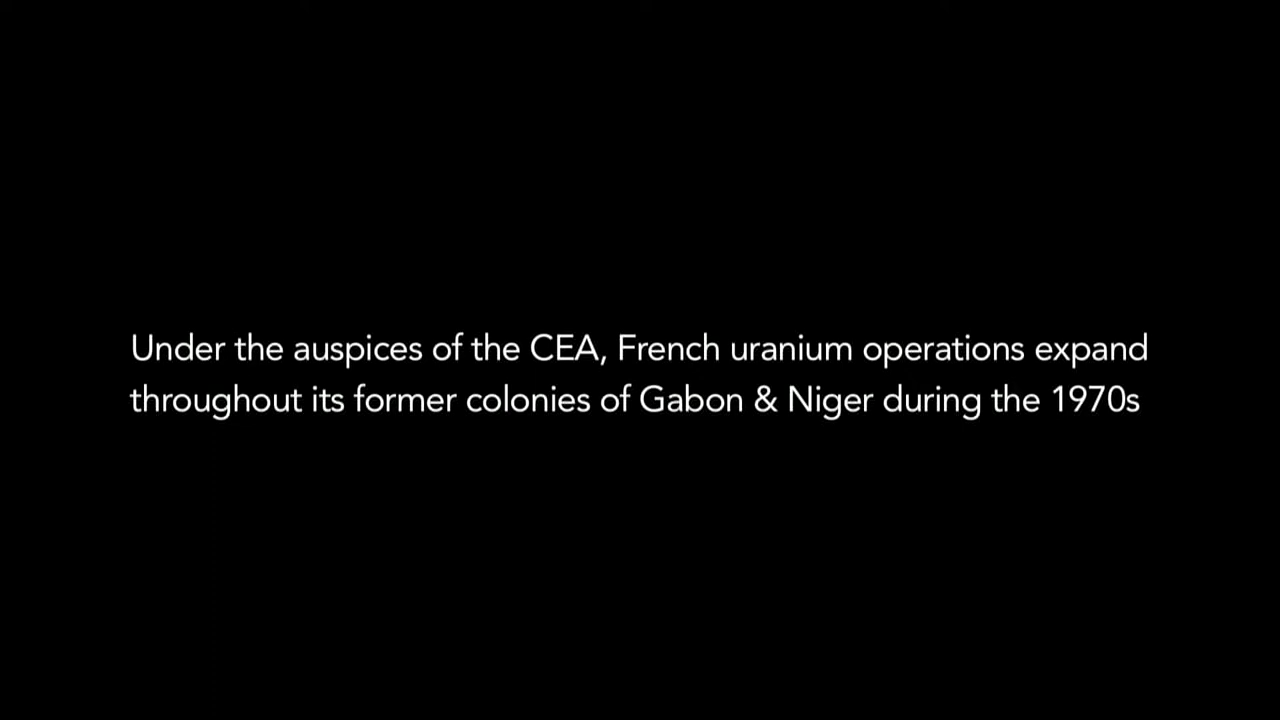 Under the auspices of the CEA, French uranium operations expand
throughout its former colonies of Gabon & Niger during the 1970s